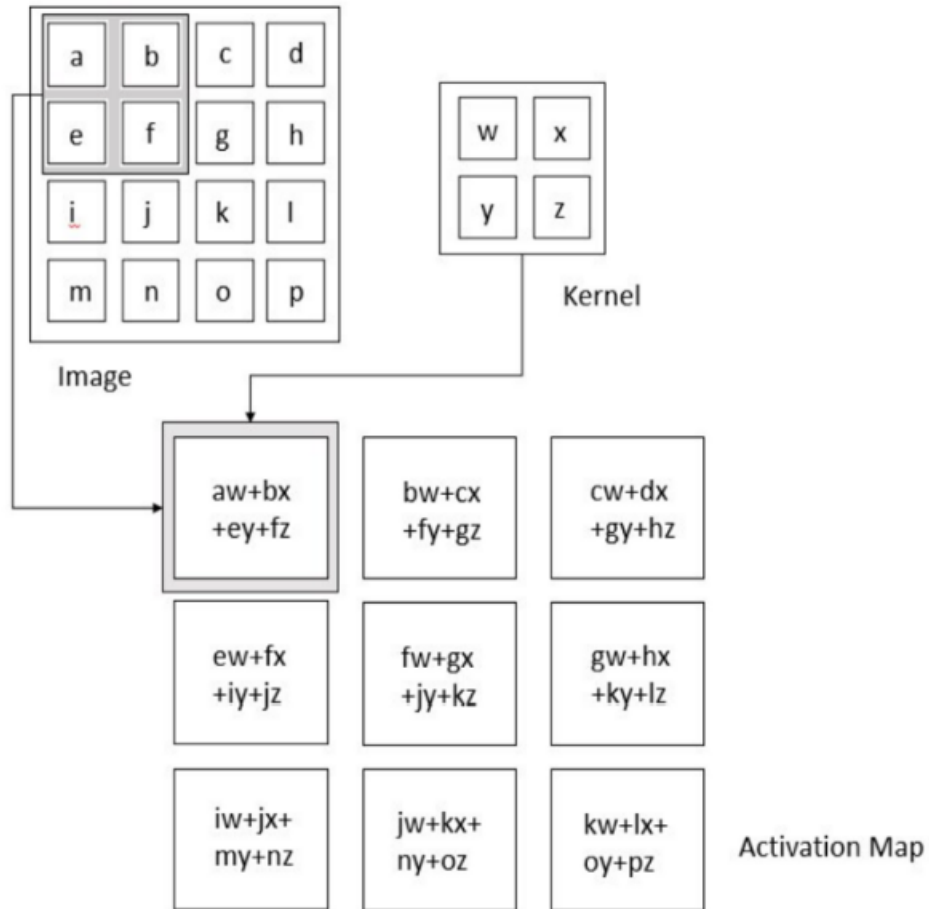 a b c d
e f g h
i j k l
m n o p
Image
w x
y z
Kernel
aw+bx
+ey+fz
bw+cx
+fy+gz
cw+dx
+gy+hz
ew+fx
+iy+jz
fw+gx
+jy+kz
gw+hx
+ky+lz
iw+jx+
my+nz
jw+kx+
ny+oz
kw+lx+
oy+pz
Activation Map